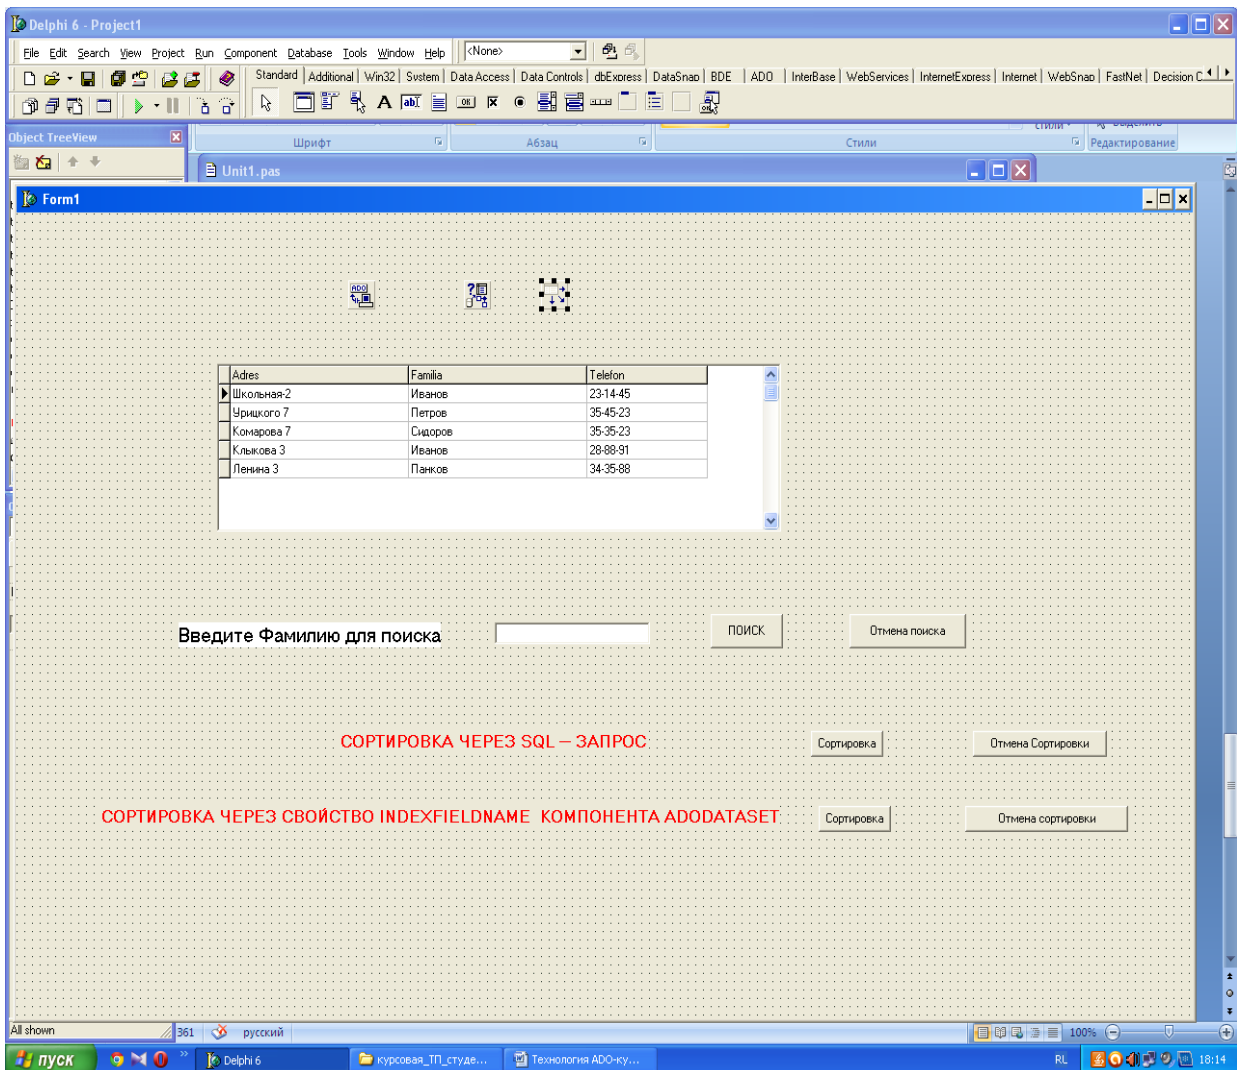 Delphi 6 - Project1
File Edit Search View Project Run Component Database Tools Window Help <None>
Standard Additional Win32 System Data Access Data Controls dbExpress DataSnap BDE ADO InterBase WebServices InternetExpress Internet WebSnap FastNet Decision C
Object TreeView
Шрифт Абзац Стили Редактирование
Unit1.pas
Form1
ADO
Adres Familia Telefon
Школьная-2 Иванов 23-14-45
Урицкого 7 Петров 35-45-23
Комарова 7 Сидоров 35-35-23
Клыкова 3 Иванов 28-88-91
Ленина 3 Панков 34-35-88
Введите Фамилию для поиска ПОИСК Отмена поиска
СОРТИРОВКА ЧЕРЕЗ SQL – ЗАПРОС Сортировка Отмена Сортировки
СОРТИРОВКА ЧЕРЕЗ СВОЙСТВО INDEXFIELDNAME КОМПОНЕНТА ADODATASET Сортировка Отмена сортировки
All shown 361 русский 100%
пуск Delphi 6 курсовая_ТП_студе... Технология ADO-ку... RL 18:14